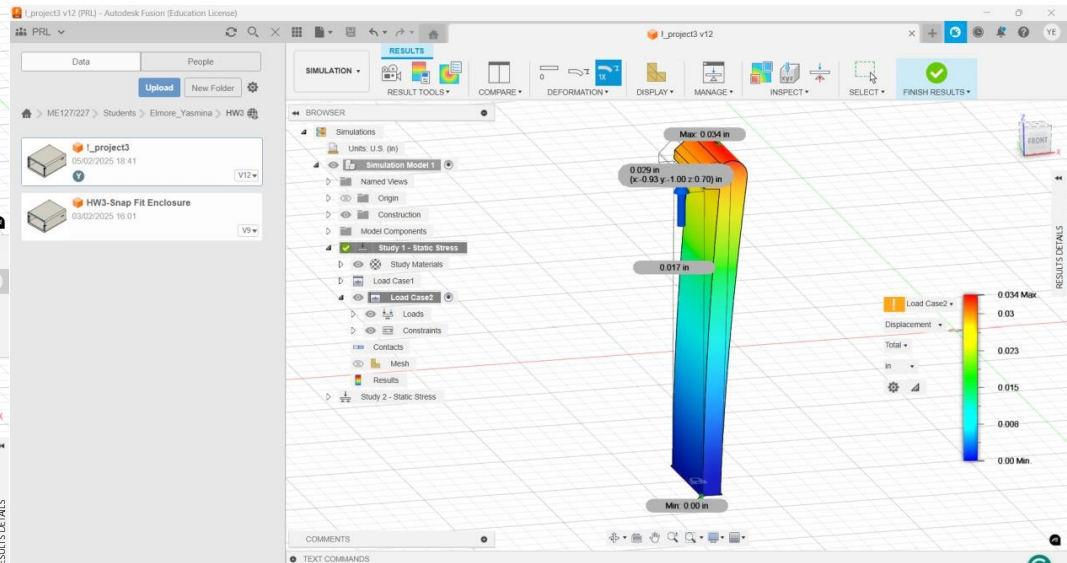 !_project3 v12 (PRL) - Autodesk Fusion (Education License)
PRL
!_project3 v12
YE
Data
People
Upload
New Folder
ME127/227 > Students > Elmore_Yasmina > HW3
!_project3
05/02/2025 18:41
Y
V12
HW3-Snap Fit Enclosure
03/02/2025 16:01
V9
RESULTS
SIMULATION
RESULT TOOLS
COMPARE
DEFORMATION
DISPLAY
MANAGE
INSPECT
SELECT
FINISH RESULTS
BROWSER
Simulations
Units: U.S. (in)
Simulation Model 1
Named Views
Origin
Construction
Model Components
Study 1 - Static Stress
Study Materials
Load Case1
Load Case2
Loads
Constraints
Contacts
Mesh
Results
Study 2 - Static Stress
Max: 0.034 in
0.029 in
(x:-0.93 y:-1.00 z:0.70) in
0.017 in
Min: 0.00 in
FRONT
Z
X
RESULTS DETAILS
Load Case2
Displacement
Total
in
0.034 Max.
0.03
0.023
0.015
0.008
0.00 Min.
COMMENTS
TEXT COMMANDS
X
RESULTS DETAILS